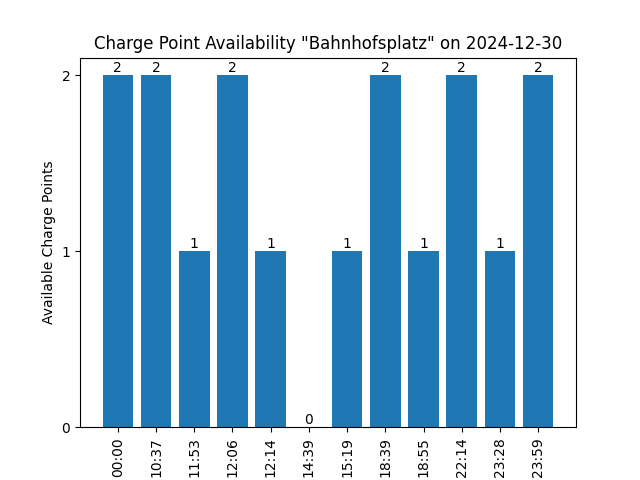 Charge Point Availability "Bahnhofsplatz" on 2024-12-30
Available Charge Points
2
1
0
2 2 1 2 1 0 1 2 1 2 1 2
00:00 10:37 11:53 12:06 12:14 14:39 15:19 18:39 18:55 22:14 23:28 23:59